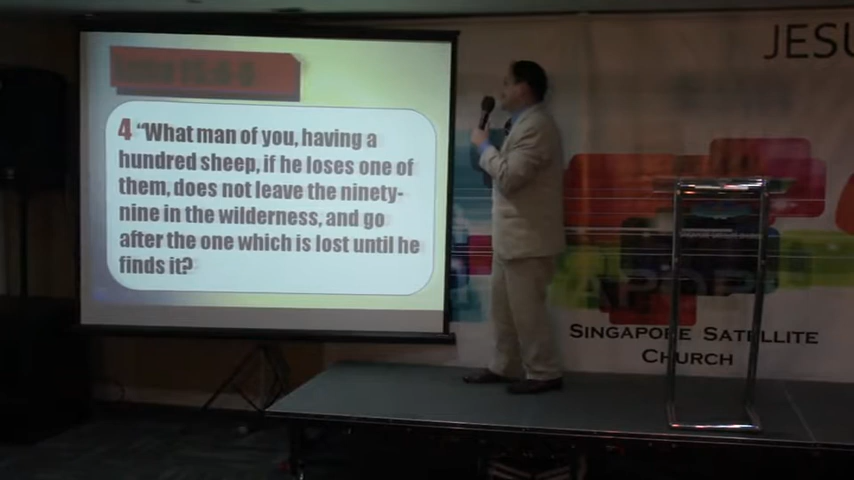 4 “What man of you, having a
hundred sheep, if he loses one of
them, does not leave the ninety-
nine in the wilderness, and go
after the one which is lost until he
finds it?
JESU
SINGAPORE SATELLITE
CHURCH